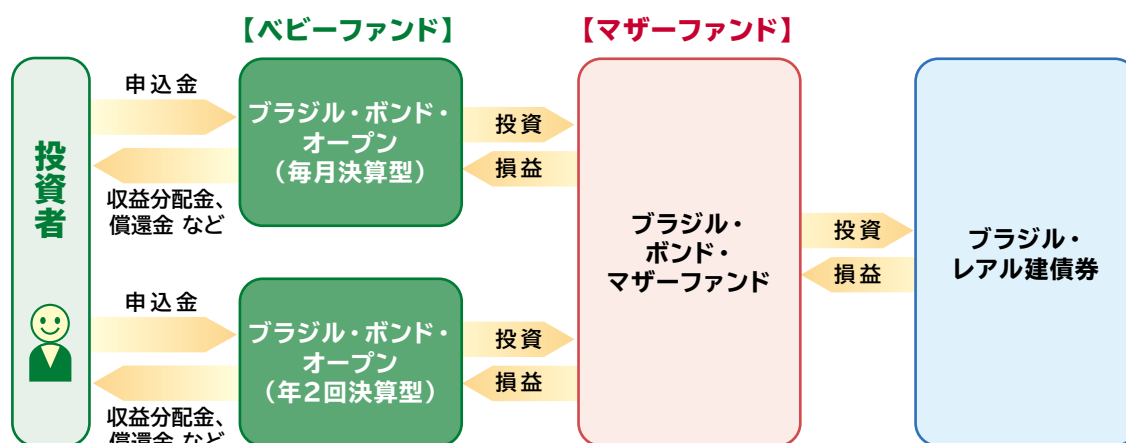 【ベビーファンド】
【マザーファンド】
投資者
申込金
収益分配金、
償還金 など
ブラジル・ボンド・
オープン
（毎月決算型）
投資
損益
申込金
収益分配金、
償還金 など
ブラジル・ボンド・
オープン
（年2回決算型）
投資
損益
ブラジル・
ボンド・
マザーファンド
投資
損益
ブラジル・
レアル建債券